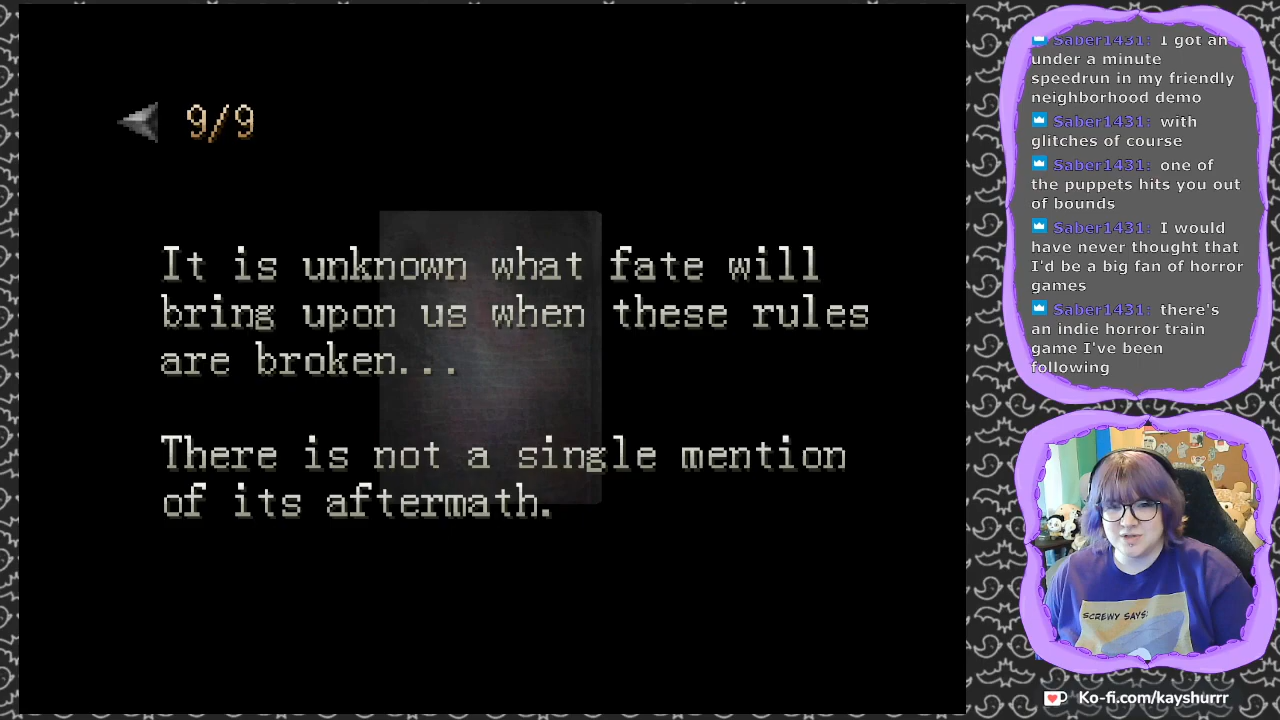 9/9
It is unknown what fate will
bring upon us when these rules
are broken...
There is not a single mention
of its aftermath.
Saber1431: I got an
under a minute
speedrun in my friendly
neighborhood demo
Saber1431: with
glitches of course
Saber1431: one of
the puppets hits you out
of bounds
Saber1431: I would
have never thought that
I'd be a big fan of horror
games
Saber1431: there's
an indie horror train
game I've been
following
SCREWY SAYS:
Ko-fi.com/kayshurrr